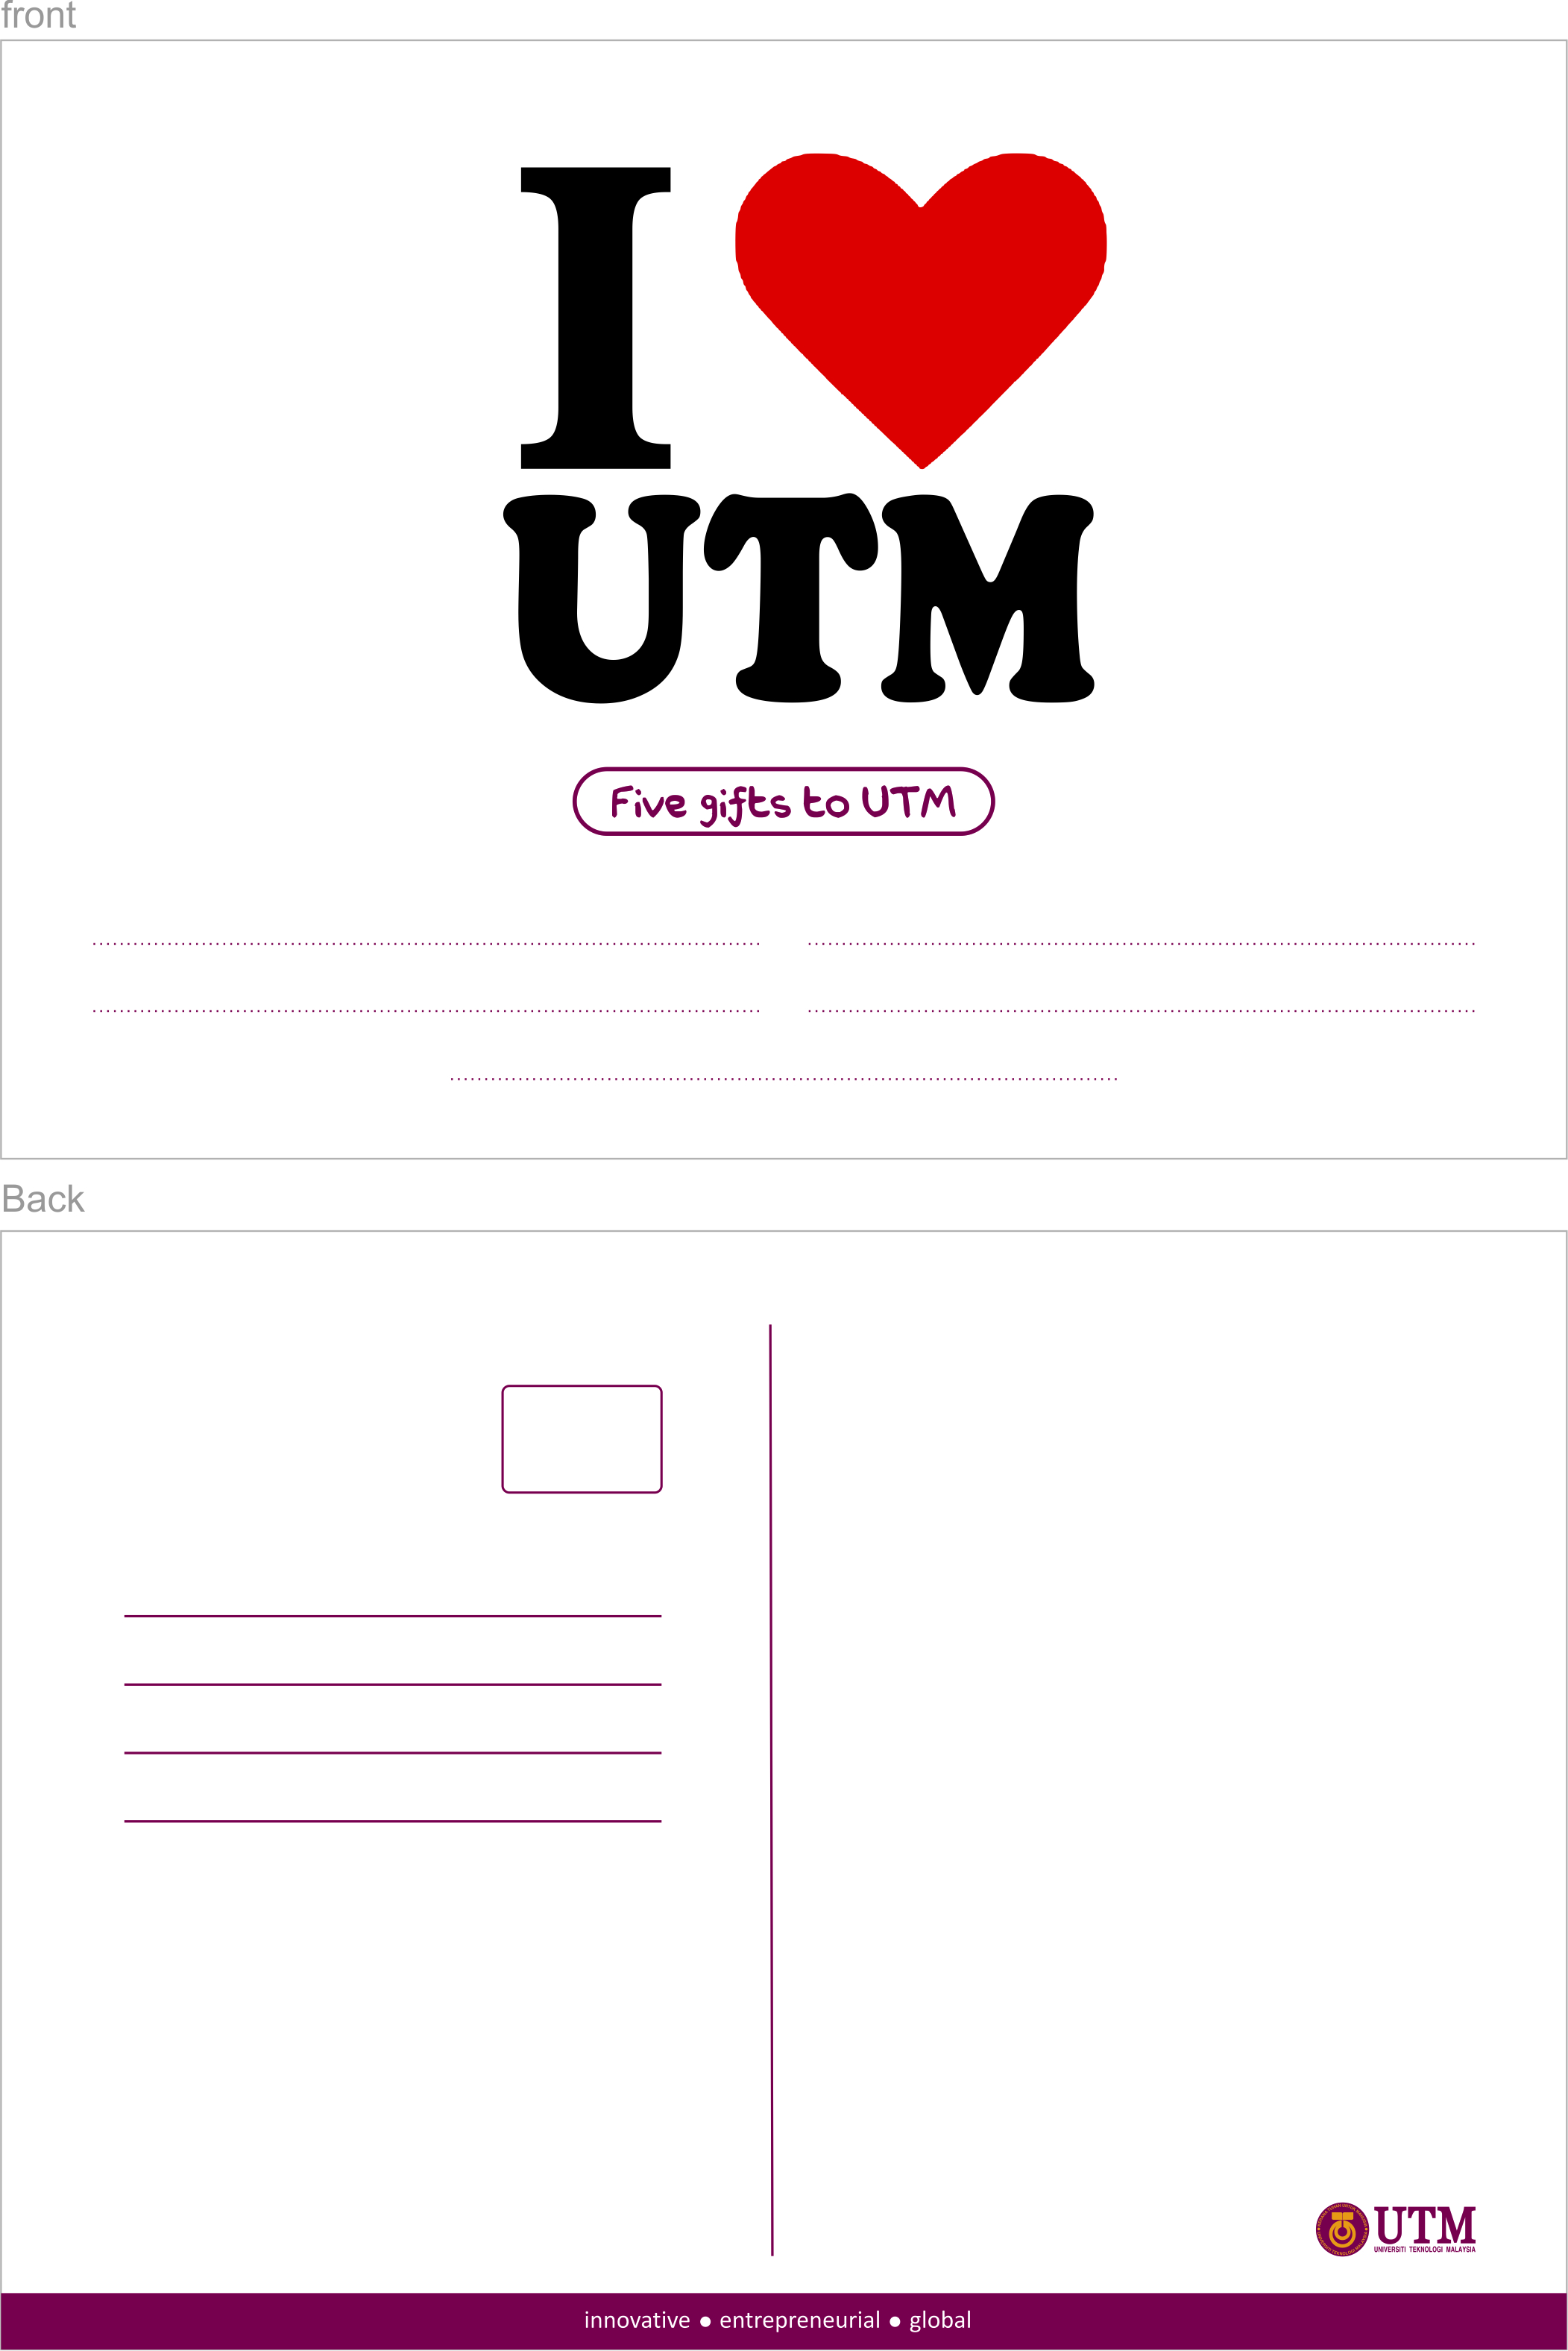 front
I
UTM
Five gifts to UTM
Back
UTM
UNIVERSITI TEKNOLOGI MALAYSIA
innovative ● entrepreneurial ● global